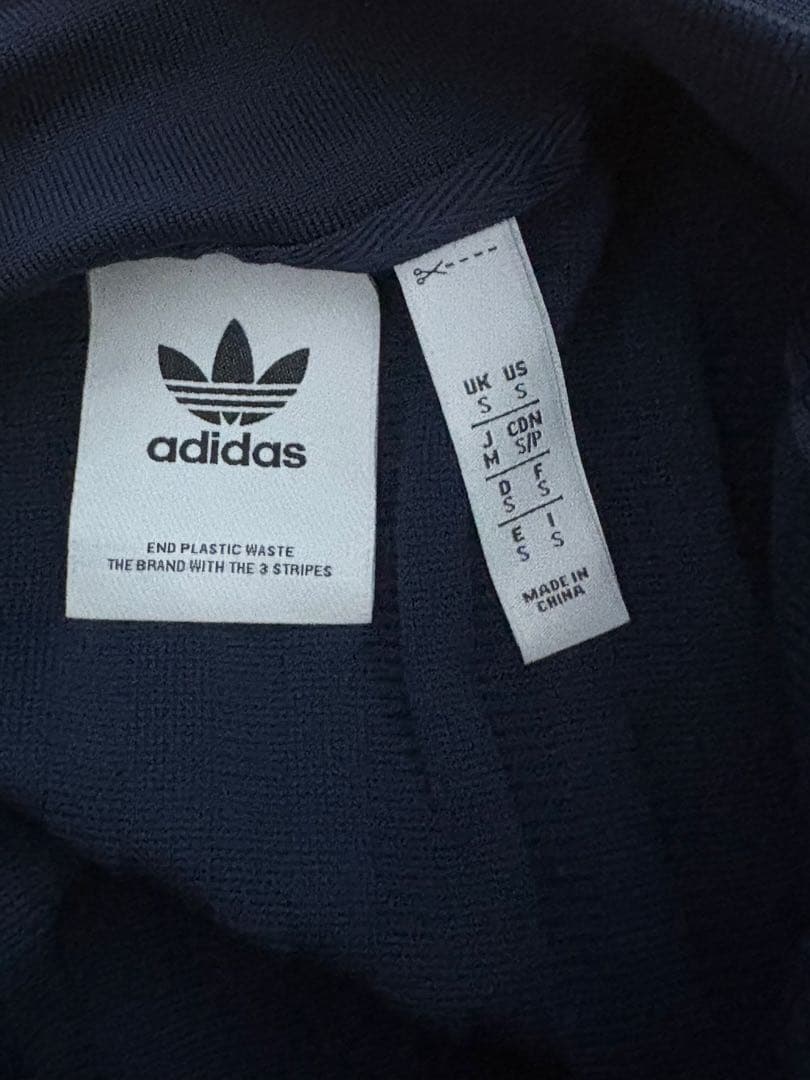 adidas
END PLASTIC WASTE
THE BRAND WITH THE 3 STRIPES
UK US
S S
J CDN
M S/P
D F
S S
E I
S S
MADE IN
CHINA